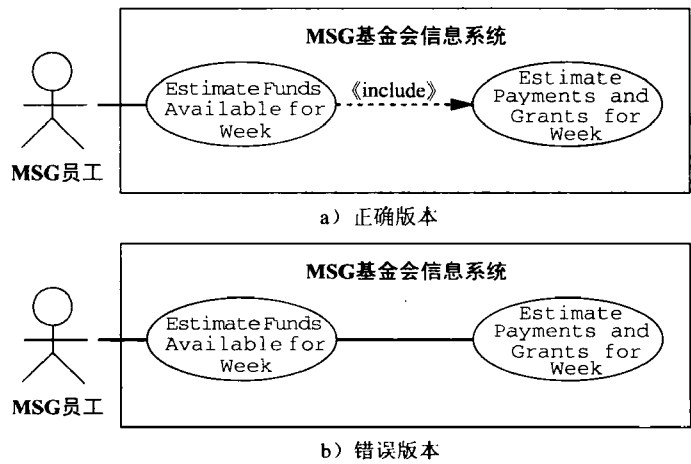 MSG基金会信息系统
Estimate Funds
Available for
Week
《include》
Estimate
Payments and
Grants for
Week
MSG员工
a) 正确版本
MSG基金会信息系统
Estimate Funds
Available for
Week
Estimate
Payments and
Grants for
Week
MSG员工
b) 错误版本